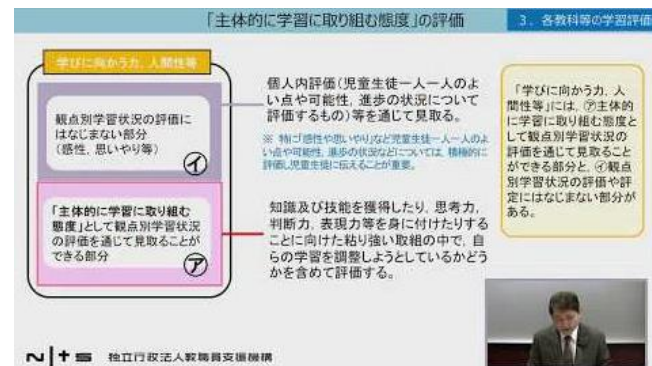 「主体的に学習に取り組む態度」の評価
3．各教科等の学習評価
学びに向かう力，人間性等
観点別学習状況の評価に
はなじまない部分
（感性，思いやり等）
㋑
「主体的に学習に取り組む
態度」として観点別学習状況
の評価を通じて見取ることが
できる部分
㋐
個人内評価（児童生徒一人一人のよ
い点や可能性，進歩の状況について
評価するもの）等を通じて見取る。
※ 特に「感性や思いやり」など児童生徒一人一人のよ
い点や可能性，進歩の状況などについては，積極的に
評価し児童生徒に伝えることが重要。
知識及び技能を獲得したり，思考力，
判断力，表現力等を身に付けたりする
ことに向けた粘り強い取組の中で，自
らの学習を調整しようとしているかどう
かを含めて評価する。
「学びに向かう力，人
間性等」には，㋐主体的
に学習に取り組む態度と
して観点別学習状況の
評価を通じて見取ること
ができる部分と，㋑観点
別学習状況の評価や評
定にはなじまない部分が
ある。
N|+S 独立行政法人教職員支援機構